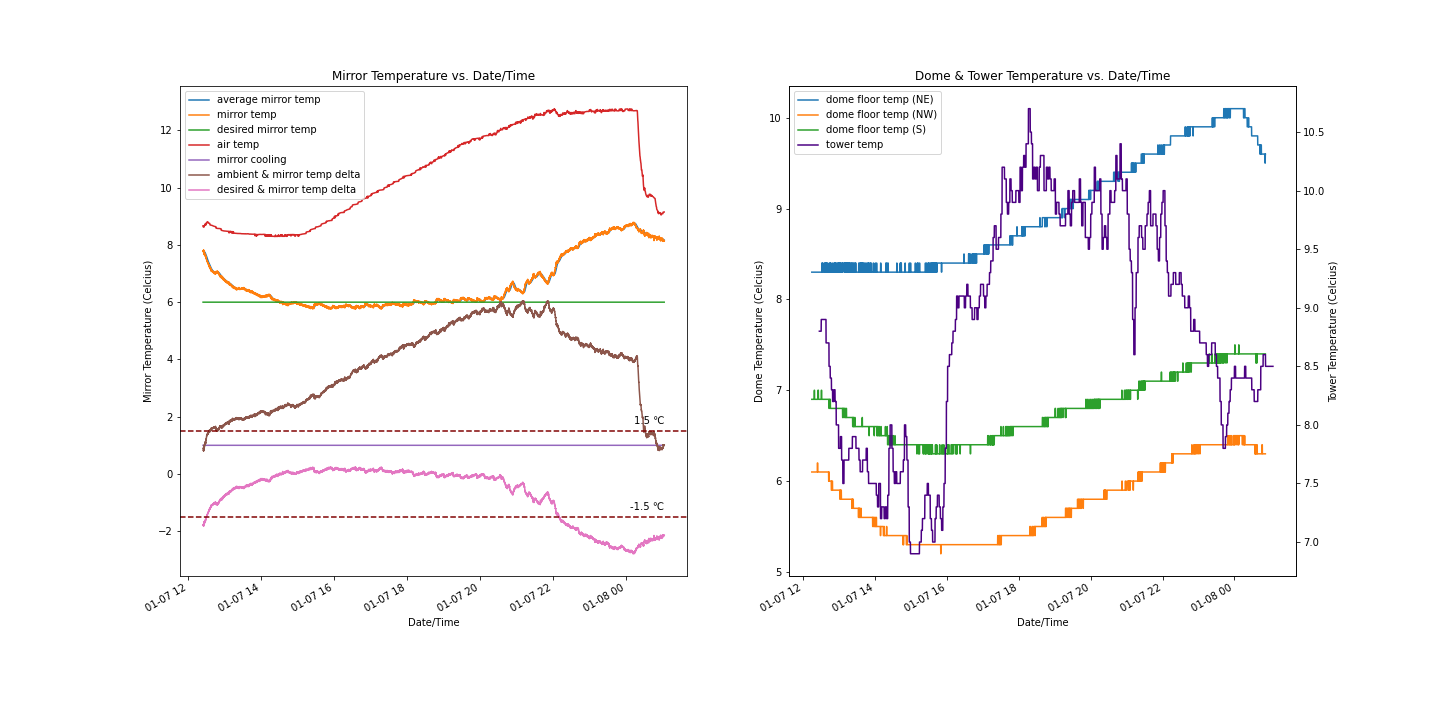 Mirror Temperature vs. Date/Time
average mirror temp
mirror temp
desired mirror temp
air temp
mirror cooling
ambient & mirror temp delta
desired & mirror temp delta
12
10
8
6
4
2
0
−2
Mirror Temperature (Celcius)
1.5 °C
-1.5 °C
01-07 12
01-07 14
01-07 16
01-07 18
01-07 20
01-07 22
01-08 00
Date/Time
Dome & Tower Temperature vs. Date/Time
dome floor temp (NE)
dome floor temp (NW)
dome floor temp (S)
tower temp
10
9
8
7
6
5
Dome Temperature (Celcius)
10.5
10.0
9.5
9.0
8.5
8.0
7.5
7.0
Tower Temperature (Celcius)
01-07 12
01-07 14
01-07 16
01-07 18
01-07 20
01-07 22
01-08 00
Date/Time